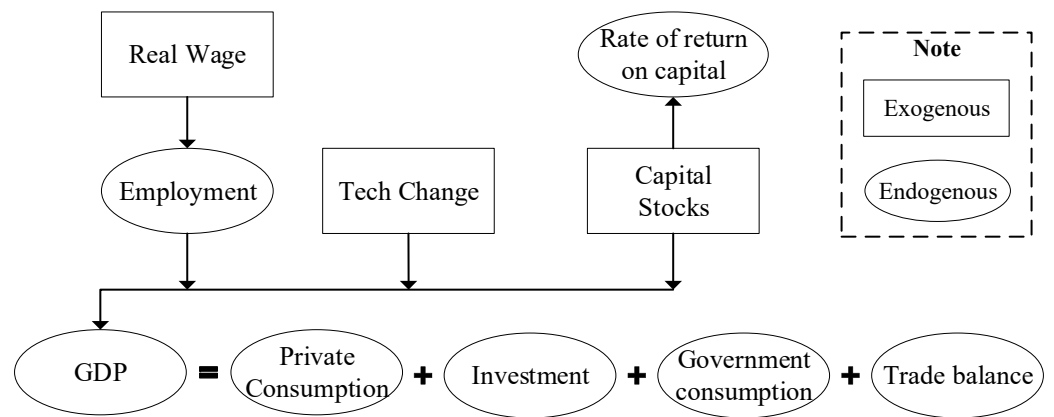 Real Wage
Rate of return
on capital
Note
Exogenous
Endogenous
Employment
Tech Change
Capital
Stocks
GDP
=
Private
Consumption
+
Investment
+
Government
consumption
+
Trade balance